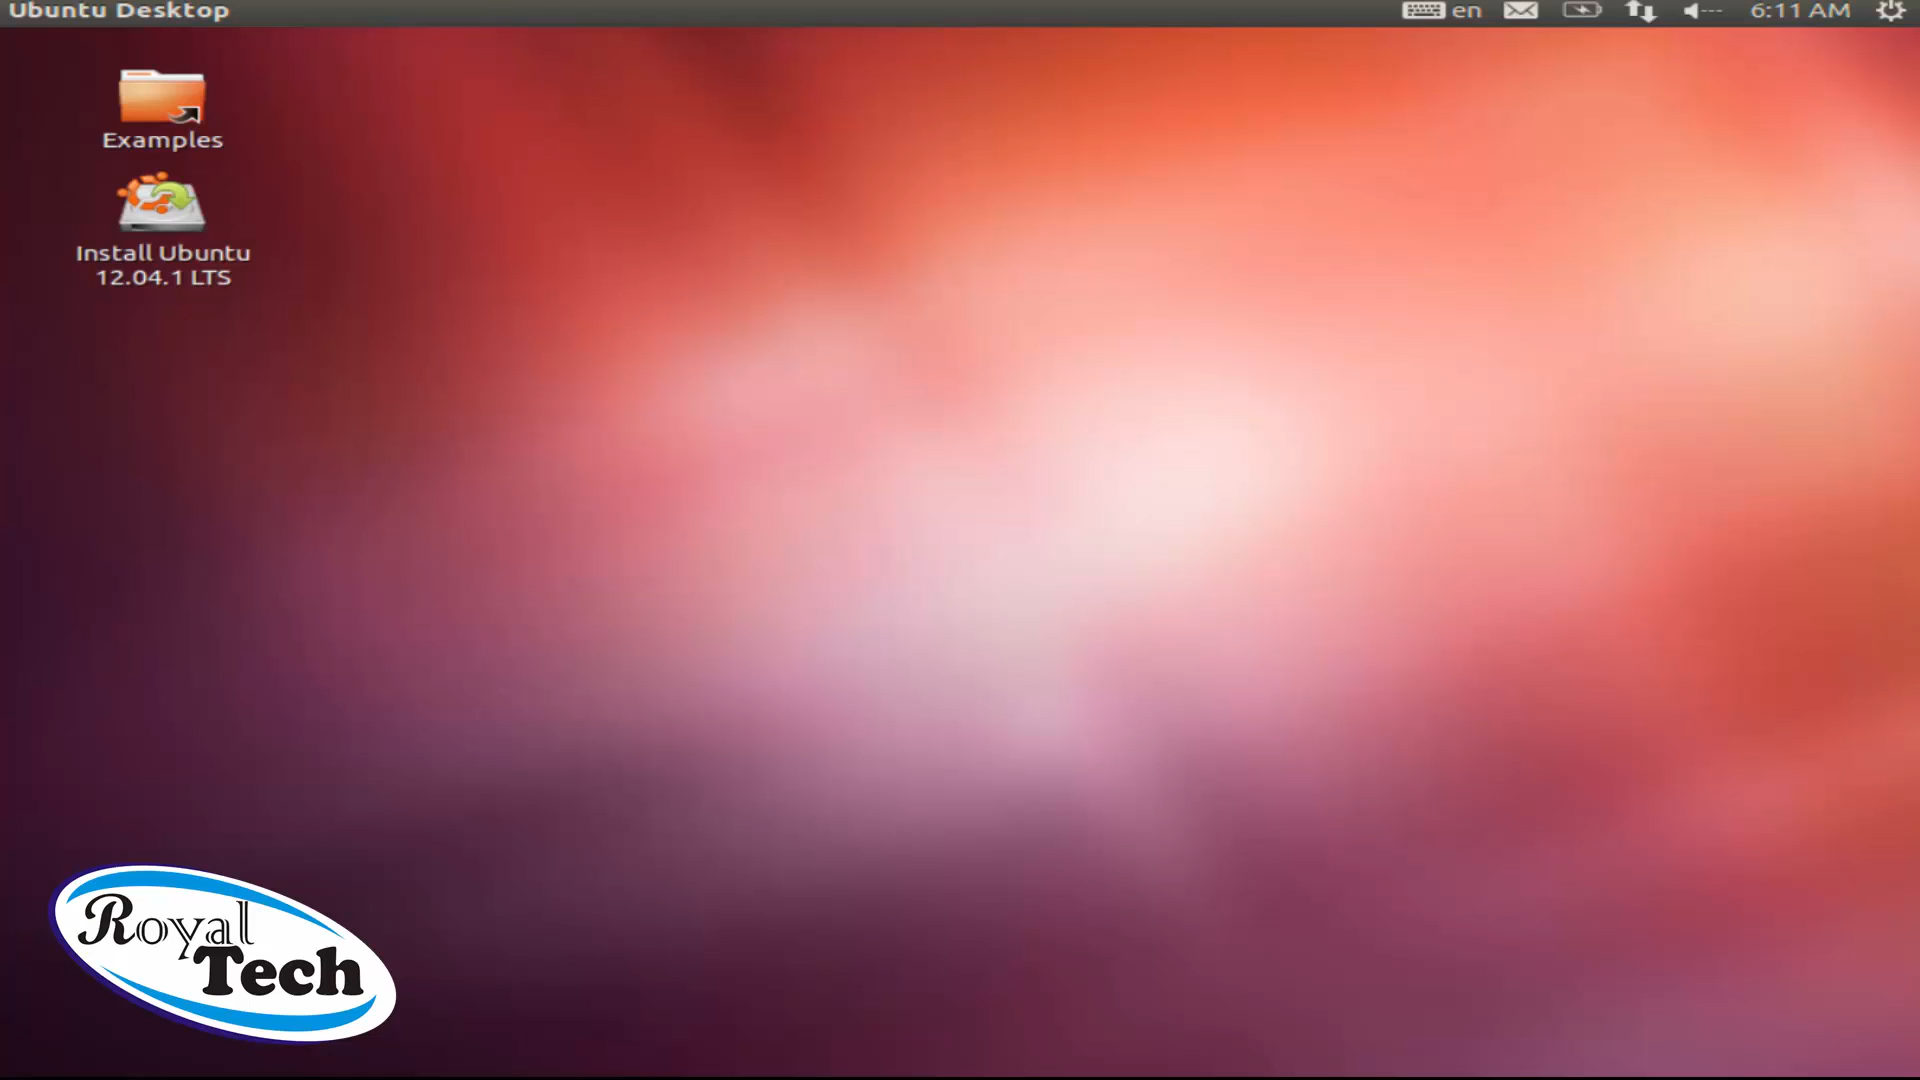 Ubuntu Desktop
en
6:11 AM
Examples
Install Ubuntu
12.04.1 LTS
Royal
Tech